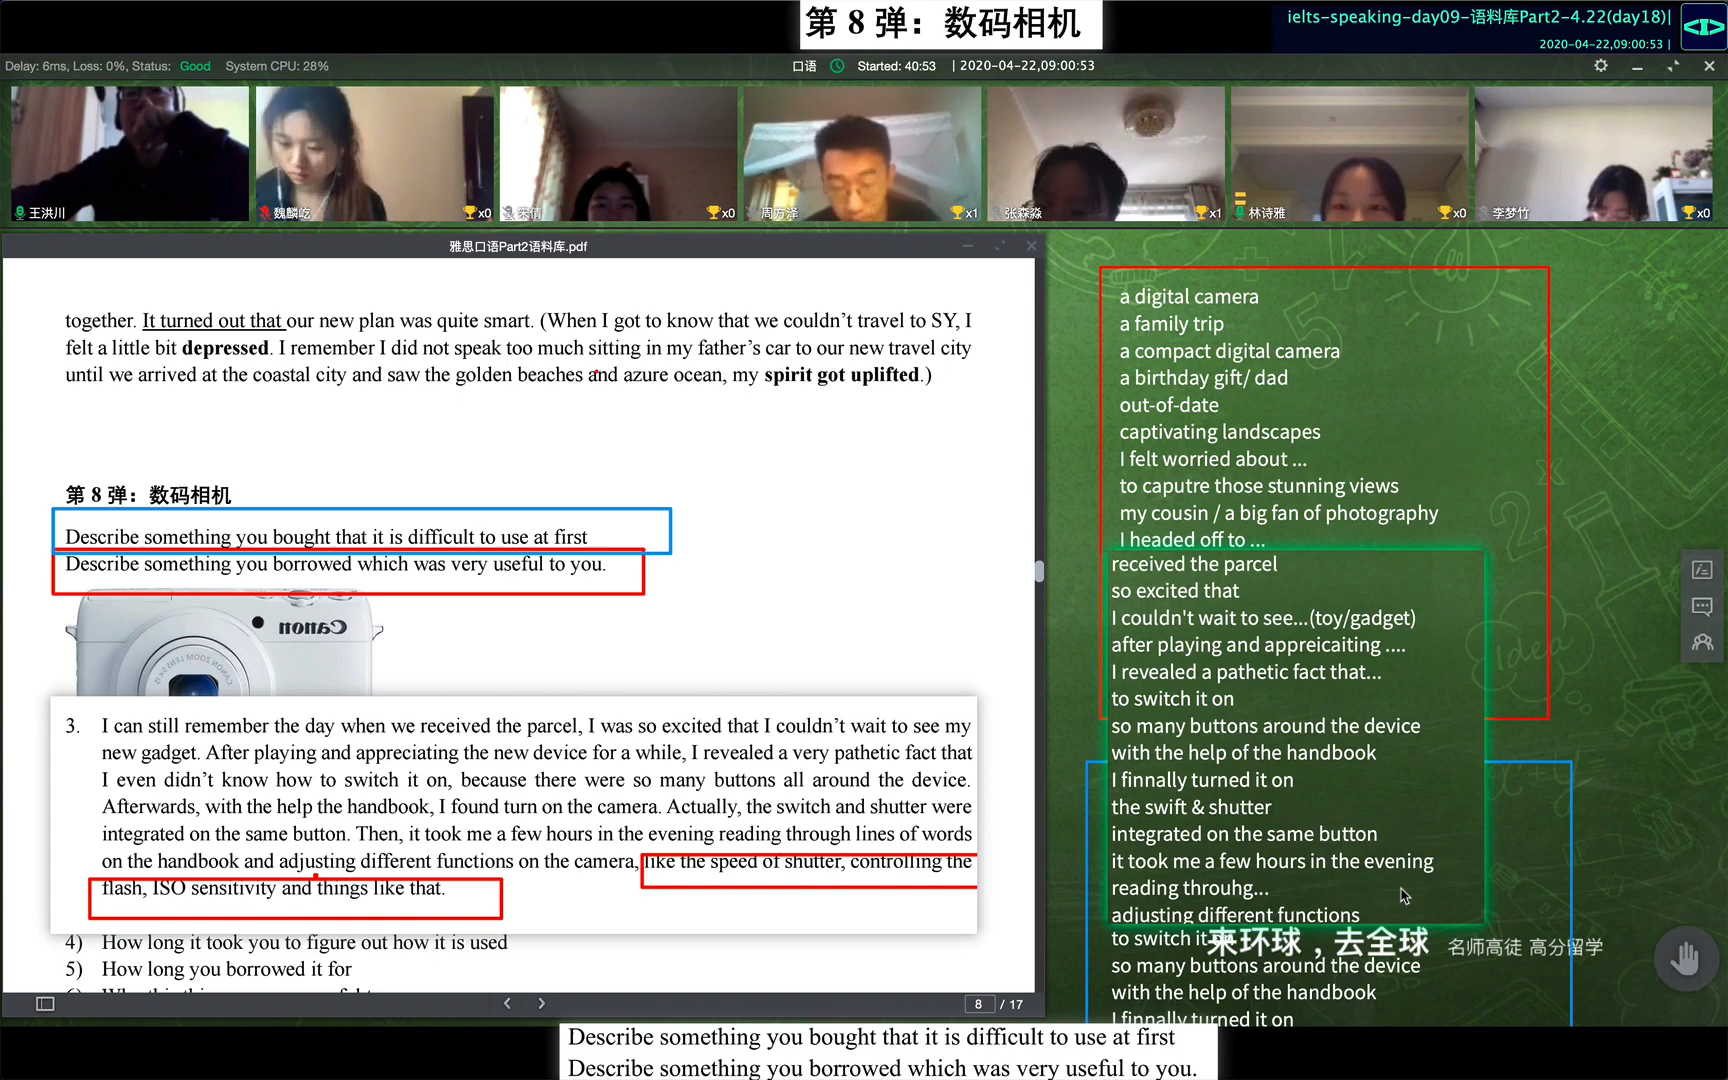 第 8 弹：数码相机
ielts-speaking-day09-语料库Part2-4.22(day18)|
2020-04-22,09:00:53 |
Delay: 6ms, Loss: 0%, Status: Good System CPU: 28%
口语 Started: 40:53 | 2020-04-22,09:00:53
王洪川
魏麟屹 x0
宋倩 x0
周方泽 x1
张森淼 x1
林诗雅 x0
李梦竹 x0
雅思口语Part2语料库.pdf
together. It turned out that our new plan was quite smart. (When I got to know that we couldn’t travel to SY, I
felt a little bit depressed. I remember I did not speak too much sitting in my father’s car to our new travel city
until we arrived at the coastal city and saw the golden beaches and azure ocean, my spirit got uplifted.)
第 8 弹：数码相机
Describe something you bought that it is difficult to use at first
Describe something you borrowed which was very useful to you.
Canon
CANON ZOOM LENS
3. I can still remember the day when we received the parcel, I was so excited that I couldn’t wait to see my
new gadget. After playing and appreciating the new device for a while, I revealed a very pathetic fact that
I even didn’t know how to switch it on, because there were so many buttons all around the device.
Afterwards, with the help the handbook, I found turn on the camera. Actually, the switch and shutter were
integrated on the same button. Then, it took me a few hours in the evening reading through lines of words
on the handbook and adjusting different functions on the camera, like the speed of shutter, controlling the
flash, ISO sensitivity and things like that.
4) How long it took you to figure out how it is used
5) How long you borrowed it for
8 / 17
a digital camera
a family trip
a compact digital camera
a birthday gift/ dad
out-of-date
captivating landscapes
I felt worried about ...
to caputre those stunning views
my cousin / a big fan of photography
I headed off to ...
received the parcel
so excited that
I couldn't wait to see...(toy/gadget)
after playing and appreicaiting ....
I revealed a pathetic fact that...
to switch it on
so many buttons around the device
with the help of the handbook
I finnally turned it on
the swift & shutter
integrated on the same button
it took me a few hours in the evening
reading throuhg...
adjusting different functions
to switch it on
来环球，去全球 名师高徒 高分留学
so many buttons around the device
with the help of the handbook
I finnally turned it on
Describe something you bought that it is difficult to use at first
Describe something you borrowed which was very useful to you.